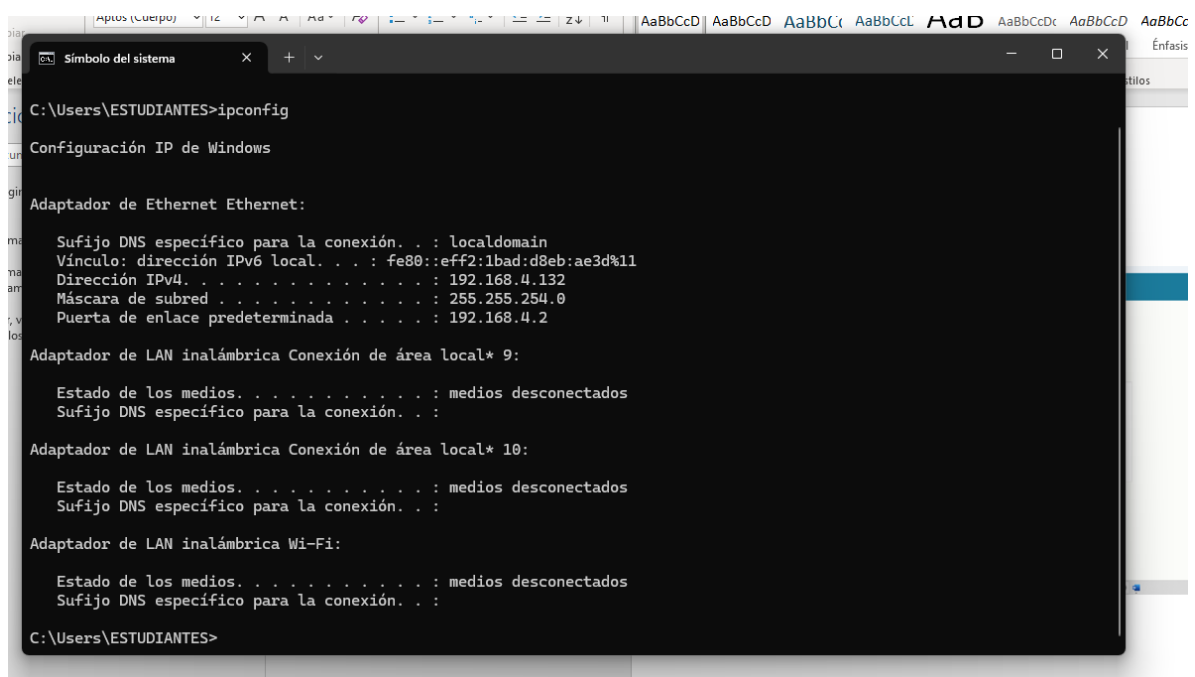 Aptos (Cuerpo) 12
AaBbCcD AaBbCcD AaBbCc AaBbCcD AaB AaBbCcDc AaBbCcD AaBbCc
Énfasis
Símbolo del sistema
C:\Users\ESTUDIANTES>ipconfig
Configuración IP de Windows
Adaptador de Ethernet Ethernet:
Sufijo DNS específico para la conexión. . : localdomain
Vínculo: dirección IPv6 local. . . : fe80::eff2:1bad:d8eb:ae3d%11
Dirección IPv4. . . . . . . . . . . . . . : 192.168.4.132
Máscara de subred . . . . . . . . . . . . : 255.255.254.0
Puerta de enlace predeterminada . . . . . : 192.168.4.2
Adaptador de LAN inalámbrica Conexión de área local* 9:
Estado de los medios. . . . . . . . . . . : medios desconectados
Sufijo DNS específico para la conexión. . :
Adaptador de LAN inalámbrica Conexión de área local* 10:
Estado de los medios. . . . . . . . . . . : medios desconectados
Sufijo DNS específico para la conexión. . :
Adaptador de LAN inalámbrica Wi-Fi:
Estado de los medios. . . . . . . . . . . : medios desconectados
Sufijo DNS específico para la conexión. . :
C:\Users\ESTUDIANTES>